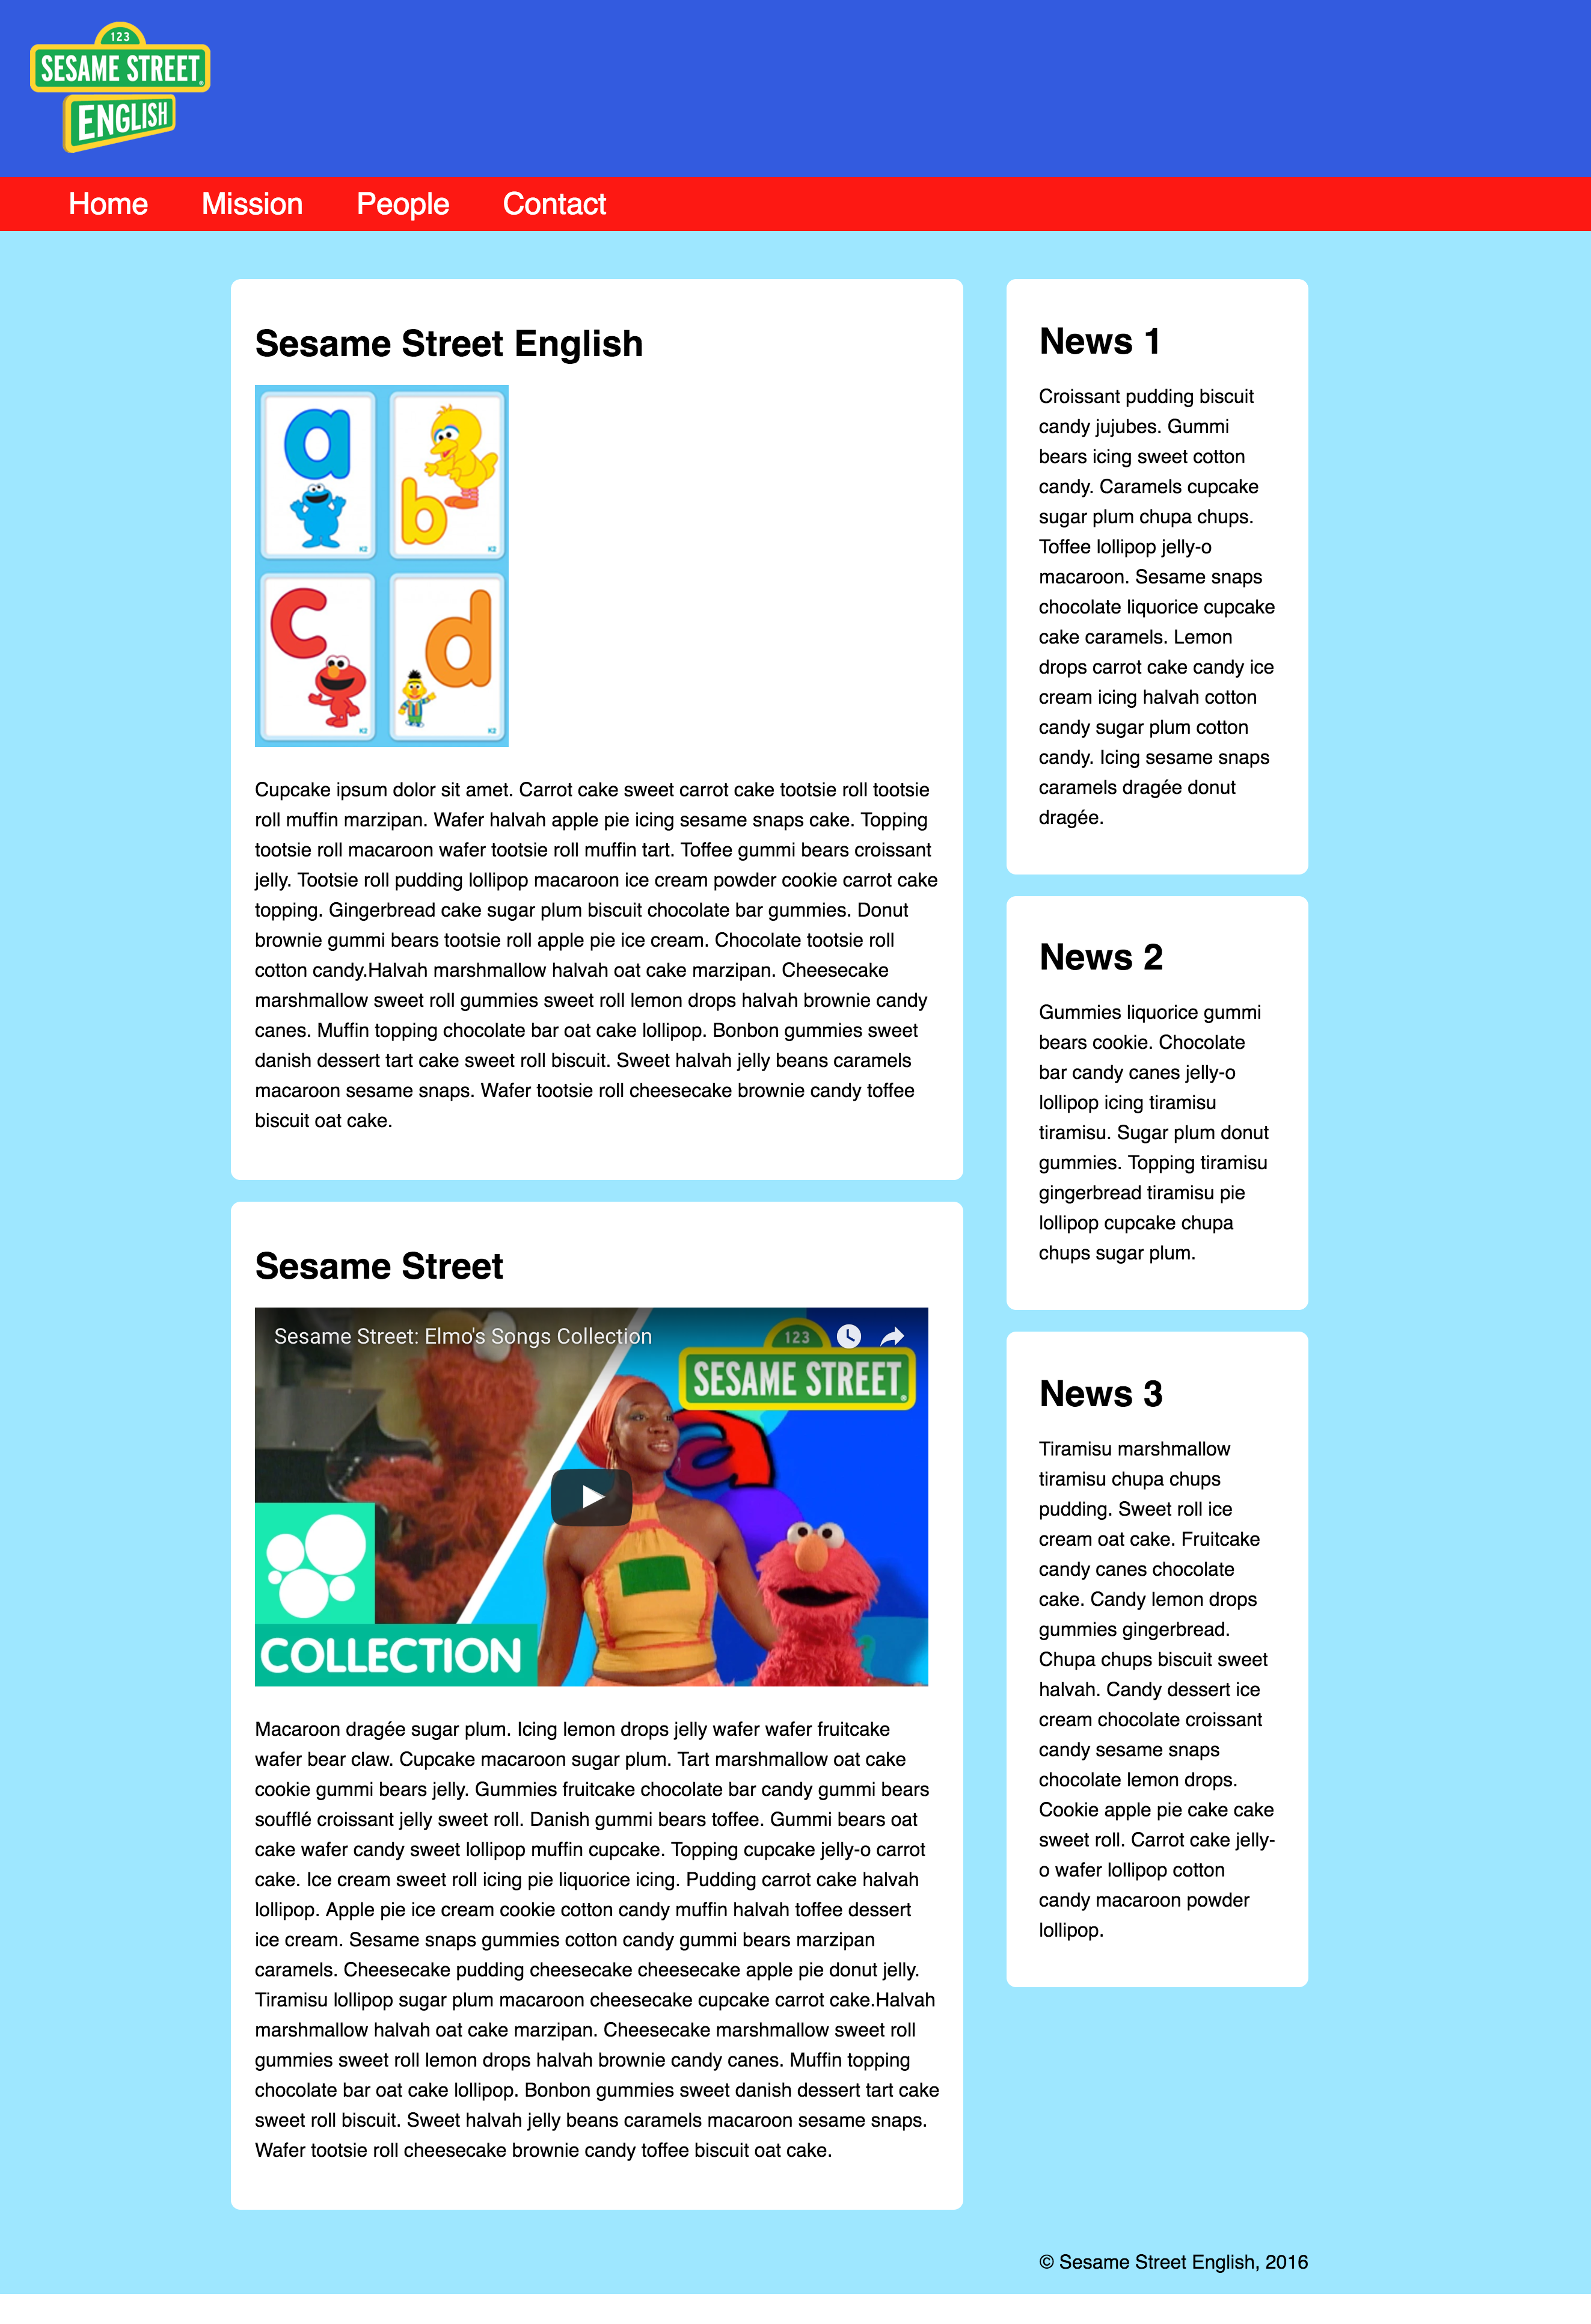 123
SESAME STREET
ENGLISH
Home Mission People Contact
Sesame Street English
a
b
K2
K2
c
d
K2
K2
Cupcake ipsum dolor sit amet. Carrot cake sweet carrot cake tootsie roll tootsie
roll muffin marzipan. Wafer halvah apple pie icing sesame snaps cake. Topping
tootsie roll macaroon wafer tootsie roll muffin tart. Toffee gummi bears croissant
jelly. Tootsie roll pudding lollipop macaroon ice cream powder cookie carrot cake
topping. Gingerbread cake sugar plum biscuit chocolate bar gummies. Donut
brownie gummi bears tootsie roll apple pie ice cream. Chocolate tootsie roll
cotton candy.Halvah marshmallow halvah oat cake marzipan. Cheesecake
marshmallow sweet roll gummies sweet roll lemon drops halvah brownie candy
canes. Muffin topping chocolate bar oat cake lollipop. Bonbon gummies sweet
danish dessert tart cake sweet roll biscuit. Sweet halvah jelly beans caramels
macaroon sesame snaps. Wafer tootsie roll cheesecake brownie candy toffee
biscuit oat cake.
Sesame Street
Sesame Street: Elmo's Songs Collection
123
SESAME STREET
a
COLLECTION
Macaroon dragée sugar plum. Icing lemon drops jelly wafer wafer fruitcake
wafer bear claw. Cupcake macaroon sugar plum. Tart marshmallow oat cake
cookie gummi bears jelly. Gummies fruitcake chocolate bar candy gummi bears
soufflé croissant jelly sweet roll. Danish gummi bears toffee. Gummi bears oat
cake wafer candy sweet lollipop muffin cupcake. Topping cupcake jelly-o carrot
cake. Ice cream sweet roll icing pie liquorice icing. Pudding carrot cake halvah
lollipop. Apple pie ice cream cookie cotton candy muffin halvah toffee dessert
ice cream. Sesame snaps gummies cotton candy gummi bears marzipan
caramels. Cheesecake pudding cheesecake cheesecake apple pie donut jelly.
Tiramisu lollipop sugar plum macaroon cheesecake cupcake carrot cake.Halvah
marshmallow halvah oat cake marzipan. Cheesecake marshmallow sweet roll
gummies sweet roll lemon drops halvah brownie candy canes. Muffin topping
chocolate bar oat cake lollipop. Bonbon gummies sweet danish dessert tart cake
sweet roll biscuit. Sweet halvah jelly beans caramels macaroon sesame snaps.
Wafer tootsie roll cheesecake brownie candy toffee biscuit oat cake.
News 1
Croissant pudding biscuit
candy jujubes. Gummi
bears icing sweet cotton
candy. Caramels cupcake
sugar plum chupa chups.
Toffee lollipop jelly-o
macaroon. Sesame snaps
chocolate liquorice cupcake
cake caramels. Lemon
drops carrot cake candy ice
cream icing halvah cotton
candy sugar plum cotton
candy. Icing sesame snaps
caramels dragée donut
dragée.
News 2
Gummies liquorice gummi
bears cookie. Chocolate
bar candy canes jelly-o
lollipop icing tiramisu
tiramisu. Sugar plum donut
gummies. Topping tiramisu
gingerbread tiramisu pie
lollipop cupcake chupa
chups sugar plum.
News 3
Tiramisu marshmallow
tiramisu chupa chups
pudding. Sweet roll ice
cream oat cake. Fruitcake
candy canes chocolate
cake. Candy lemon drops
gummies gingerbread.
Chupa chups biscuit sweet
halvah. Candy dessert ice
cream chocolate croissant
candy sesame snaps
chocolate lemon drops.
Cookie apple pie cake cake
sweet roll. Carrot cake jelly-
o wafer lollipop cotton
candy macaroon powder
lollipop.
© Sesame Street English, 2016